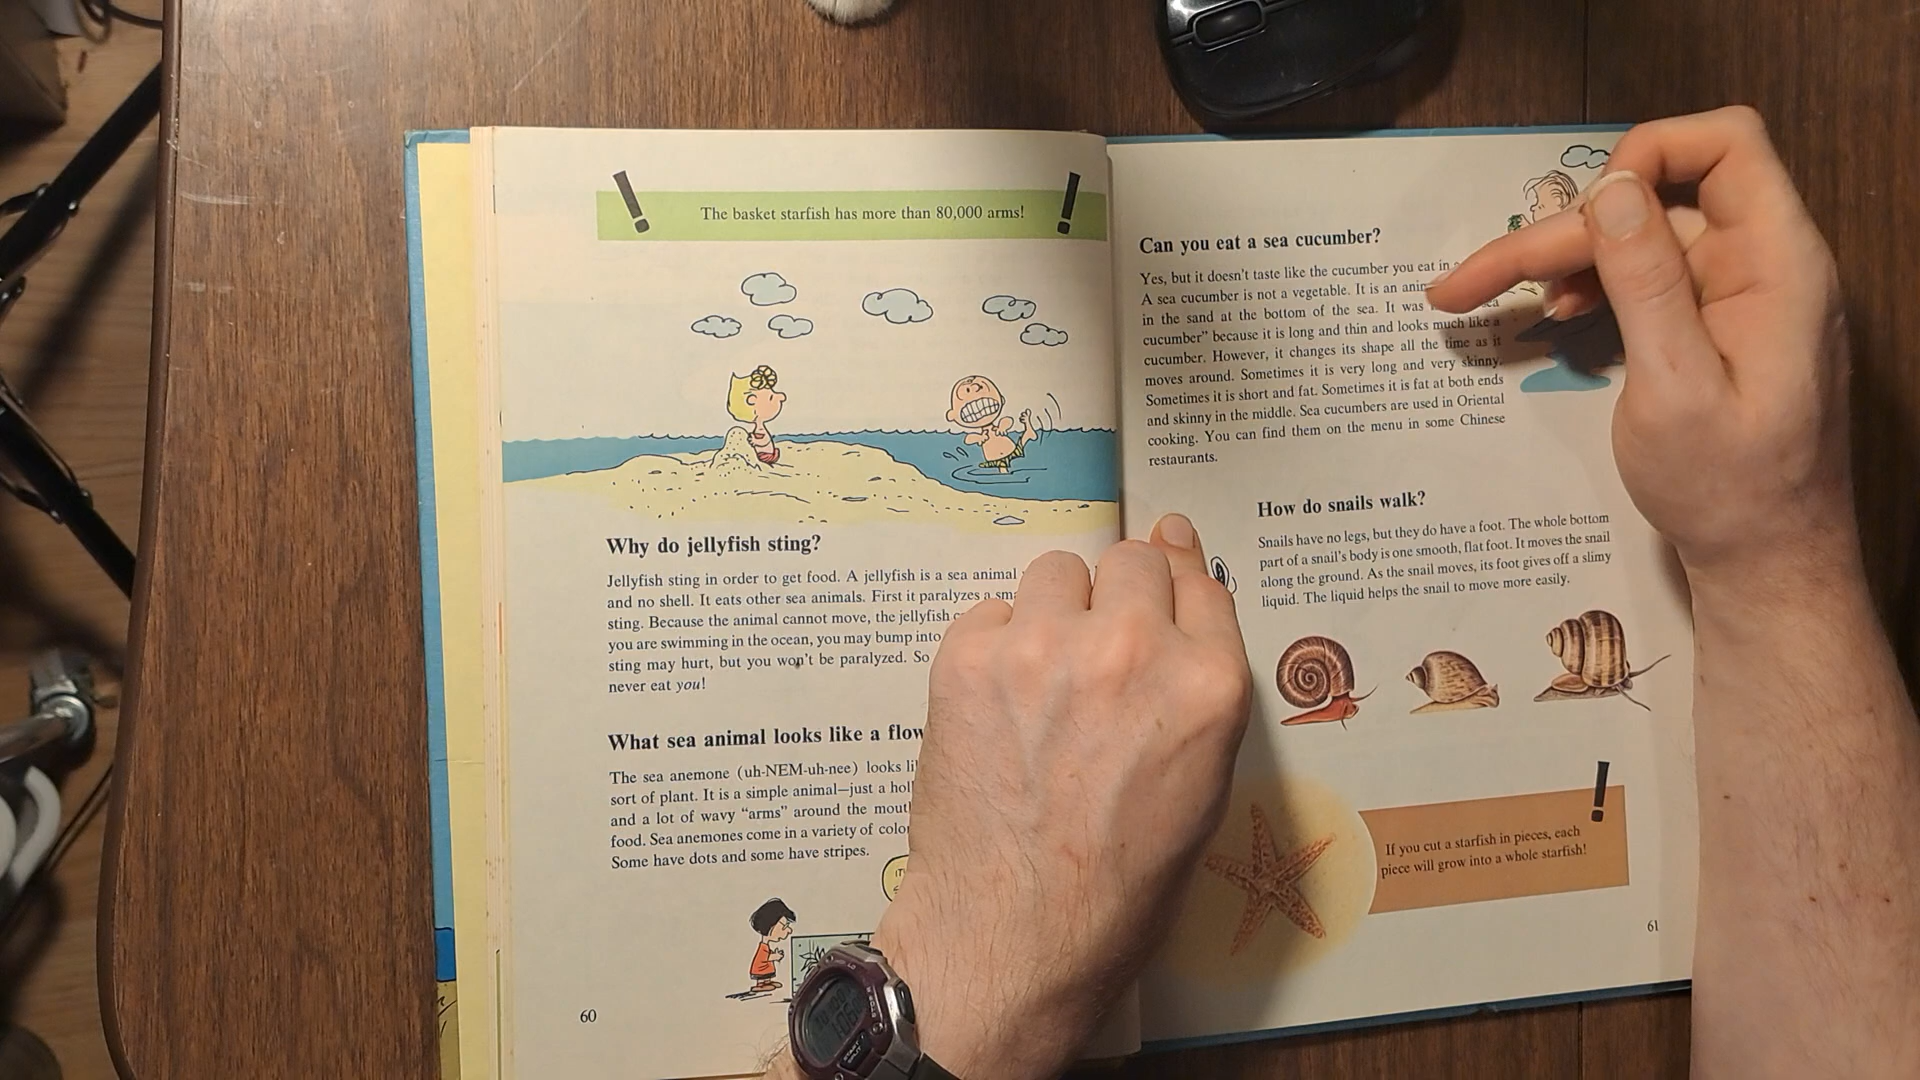 The basket starfish has more than 80,000 arms!
Why do jellyfish sting?
Jellyfish sting in order to get food. A jellyfish is a sea animal
and no shell. It eats other sea animals. First it paralyzes a
sting. Because the animal cannot move, the jellyfish
you are swimming in the ocean, you may bump into
sting may hurt, but you won't be paralyzed. So
never eat you!
What sea animal looks like a
The sea anemone (uh-NEM-uh-nee) looks
sort of plant. It is a simple animal—just a
and a lot of wavy “arms” around the
food. Sea anemones come in a variety of
Some have dots and some have stripes.
60
Can you eat a sea cucumber?
Yes, but it doesn't taste like the cucumber you eat in
A sea cucumber is not a vegetable. It is an
in the sand at the bottom of the sea. It was
cucumber” because it is long and thin and looks much like a
cucumber. However, it changes its shape all the time as it
moves around. Sometimes it is very long and very skinny.
Sometimes it is short and fat. Sometimes it is fat at both ends
and skinny in the middle. Sea cucumbers are used in Oriental
cooking. You can find them on the menu in some Chinese
restaurants.
How do snails walk?
Snails have no legs, but they do have a foot. The whole bottom
part of a snail's body is one smooth, flat foot. It moves the snail
along the ground. As the snail moves, its foot gives off a slimy
liquid. The liquid helps the snail to move more easily.
If you cut a starfish in pieces, each
piece will grow into a whole starfish!
61